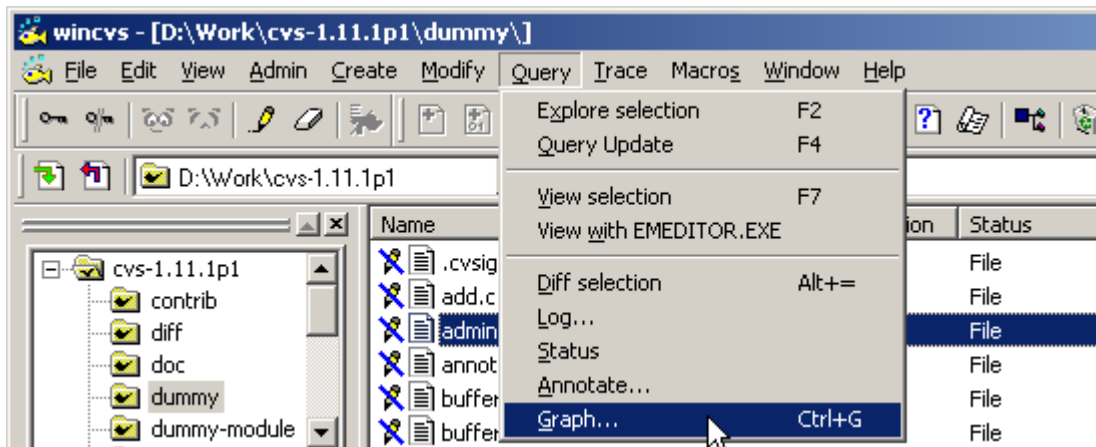 wincvs - [D:\Work\cvs-1.11.1p1\dummy\]
File Edit View Admin Create Modify Query Trace Macros Window Help
Explore selection F2
Query Update F4
D:\Work\cvs-1.11.1p1
View selection F7
View with EMEDITOR.EXE
Diff selection Alt+=
Log...
Status
Annotate...
Graph... Ctrl+G
cvs-1.11.1p1
contrib
diff
doc
dummy
dummy-module
Name ion Status
.cvsig File
add.c File
admin File
annot File
buffer File
buffer File